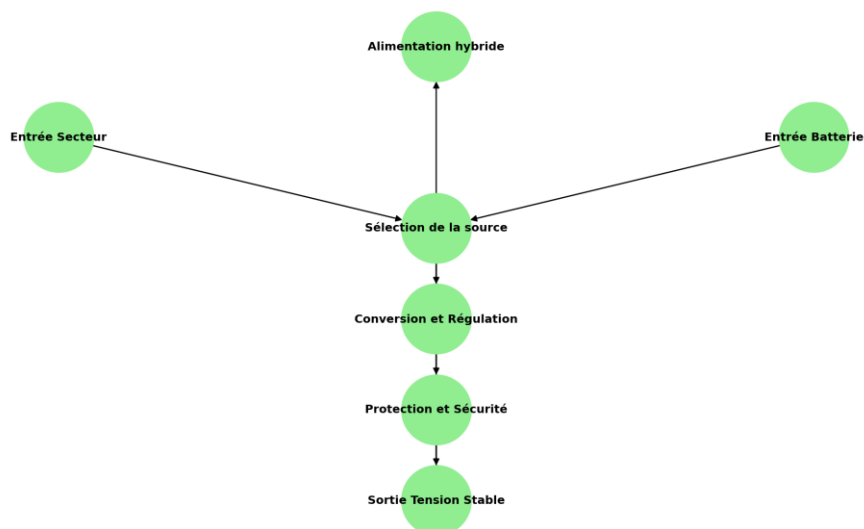 Alimentation hybride
Entrée Secteur
Entrée Batterie
Sélection de la source
Conversion et Régulation
Protection et Sécurité
Sortie Tension Stable